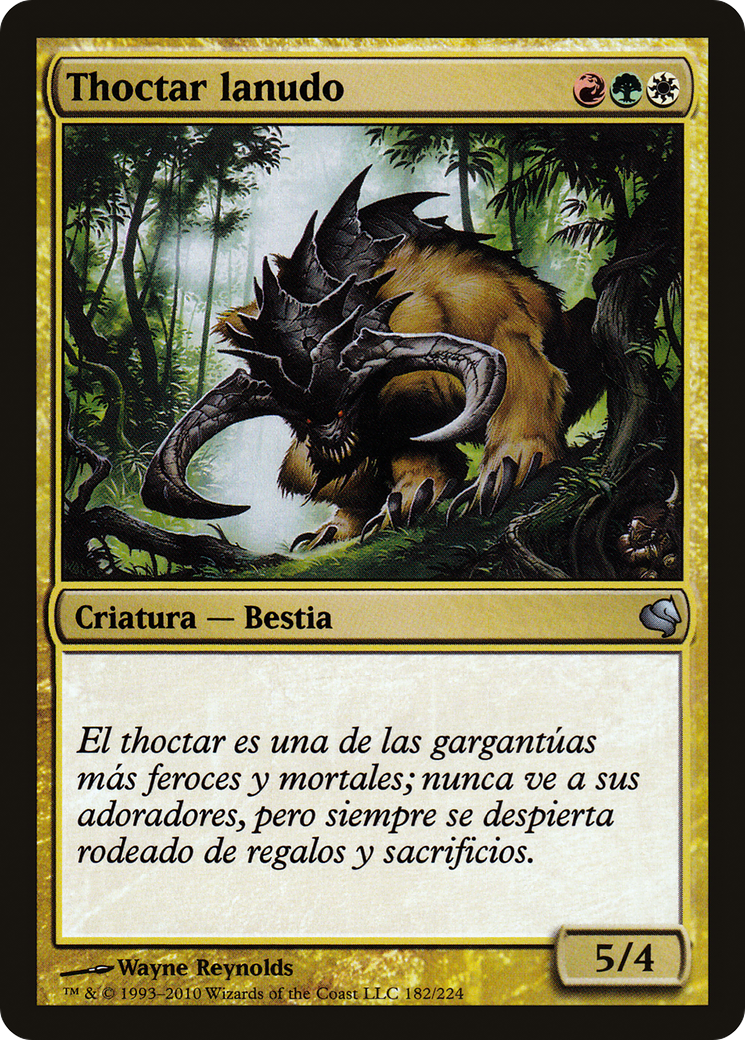 Thoctar lanudo
Criatura — Bestia
El thoctar es una de las gargantúas
más feroces y mortales; nunca ve a sus
adoradores, pero siempre se despierta
rodeado de regalos y sacrificios.
5/4
Wayne Reynolds
™ & © 1993–2010 Wizards of the Coast LLC 182/224